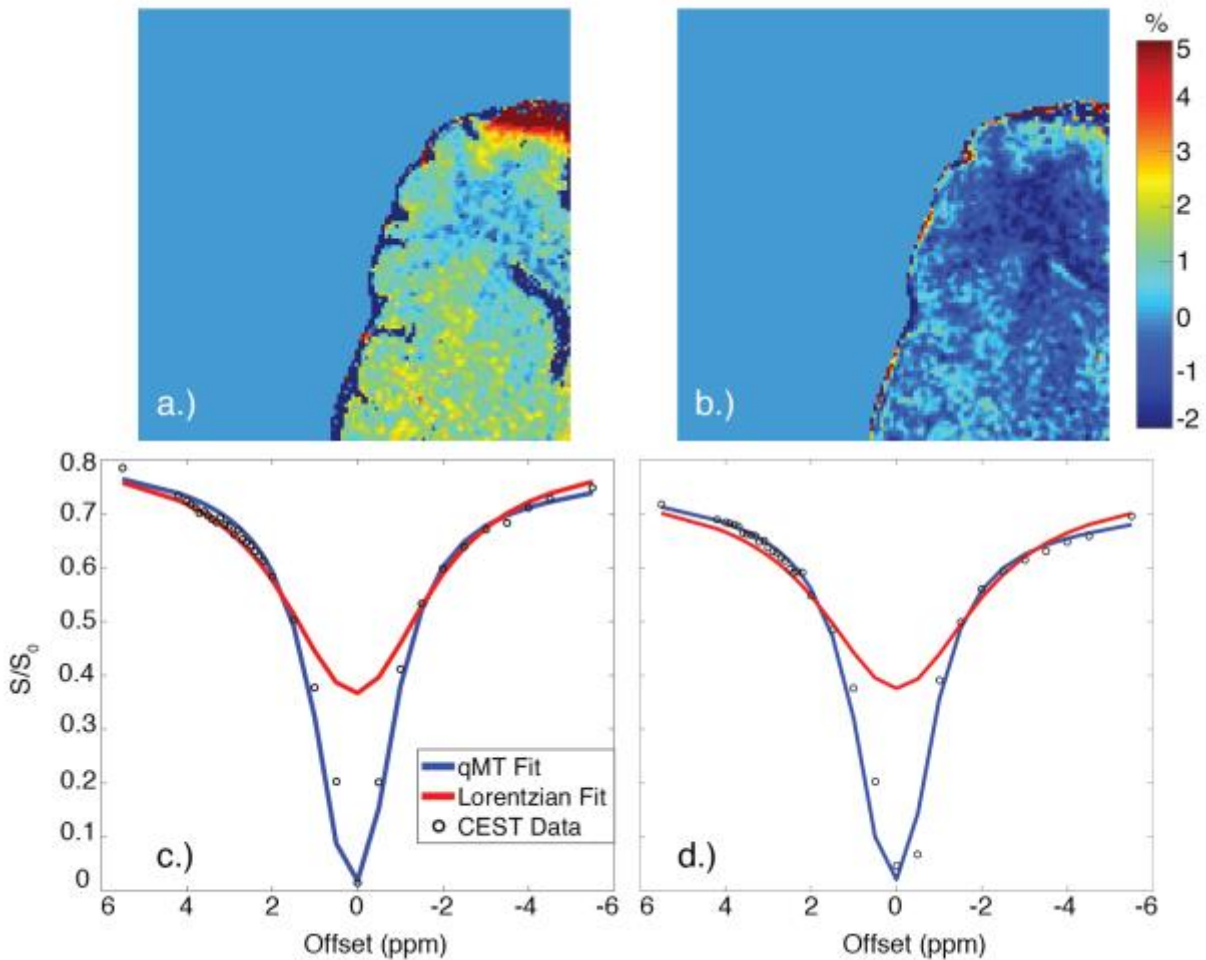 %
5
4
3
2
1
0
-1
-2
a.)
b.)
0.8
0.7
0.6
0.5
0.4
0.3
0.2
0.1
0
S/S0
qMT Fit
Lorentzian Fit
CEST Data
c.)
d.)
6 4 2 0 -2 -4 -6
6 4 2 0 -2 -4 -6
Offset (ppm)
Offset (ppm)